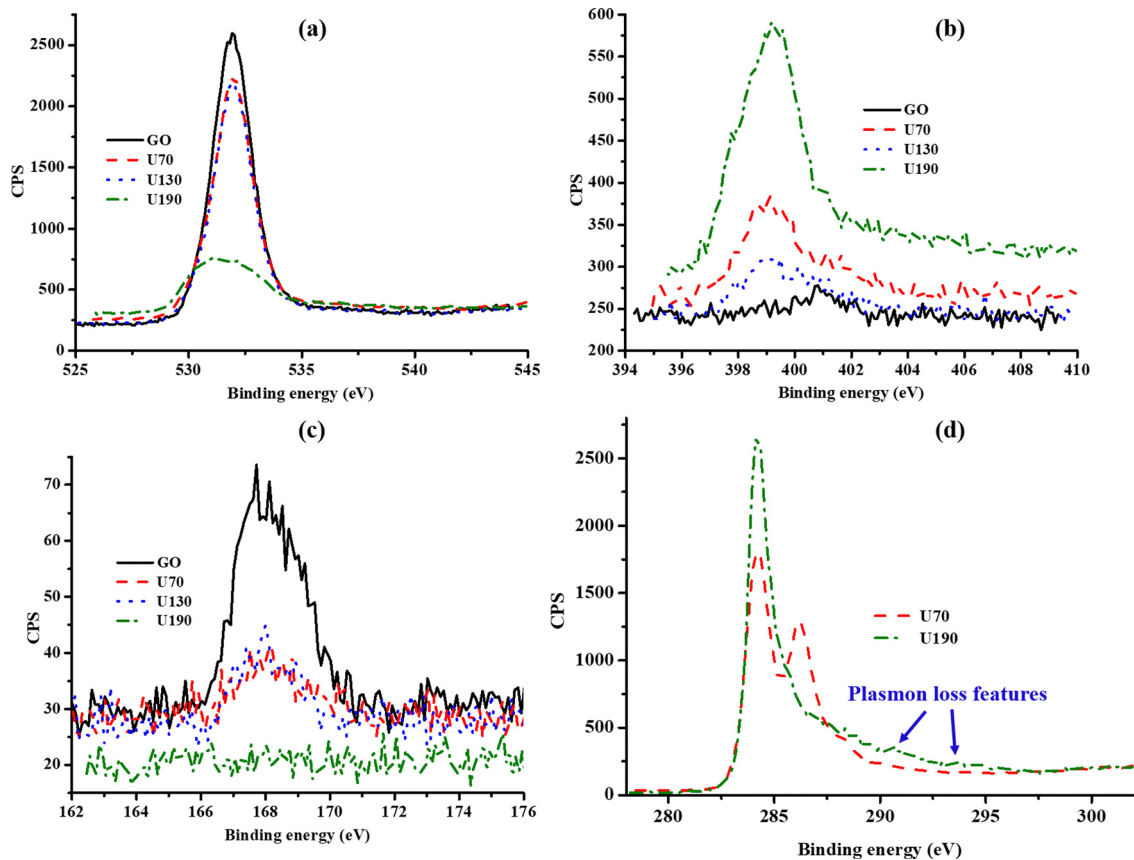 (a)
2500
2000
1500
1000
500
0
CPS
GO
U70
U130
U190
525 530 535 540 545
Binding energy (eV)
(b)
600
550
500
450
400
350
300
250
200
CPS
GO
U70
U130
U190
394 396 398 400 402 404 406 408 410
Binding energy (eV)
(c)
70
60
50
40
30
20
CPS
GO
U70
U130
U190
162 164 166 168 170 172 174 176
Binding energy (eV)
(d)
2500
2000
1500
1000
500
0
CPS
U70
U190
Plasmon loss features
280 285 290 295 300
Binding energy (eV)